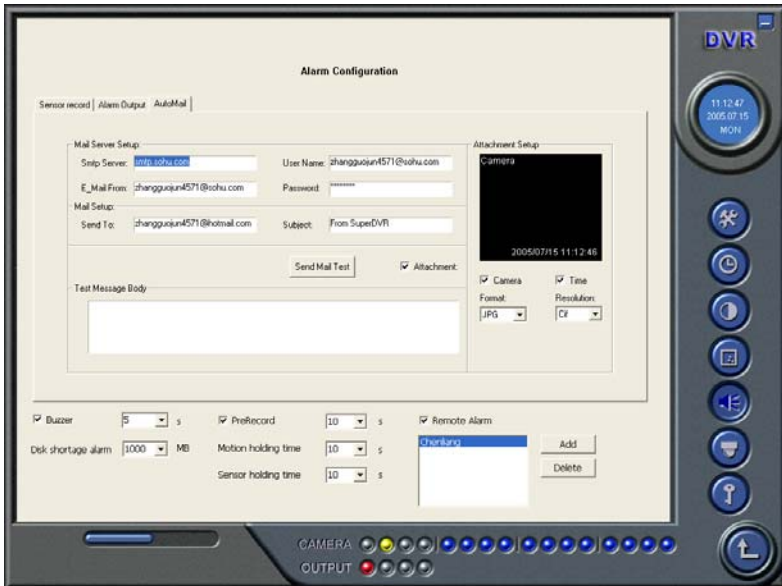 DVR
Alarm Configuration
11:12:47
2005.07.15
MON
Sensor record Alarm Output AutoMail
Mail Server Setup:
Smtp Server: smtp.sohu.com User Name: zhangguojun4571@sohu.com
E_Mail From: zhangguojun4571@sohu.com Password: ********
Mail Setup:
Send To: zhangguojun4571@hotmail.com Subject: From SuperDVR
Send Mail Test Attachment:
Test Message Body
Attachment Setup
Camera
2005/07/15 11:12:46
Camera Time
Format: Resolution:
JPG Cif
Buzzer 5 s PreRecord 10 s Remote Alarm
Disk shortage alarm 1000 MB Motion holding time 10 s
Sensor holding time 10 s
Chenliang
Add
Delete
CAMERA
OUTPUT